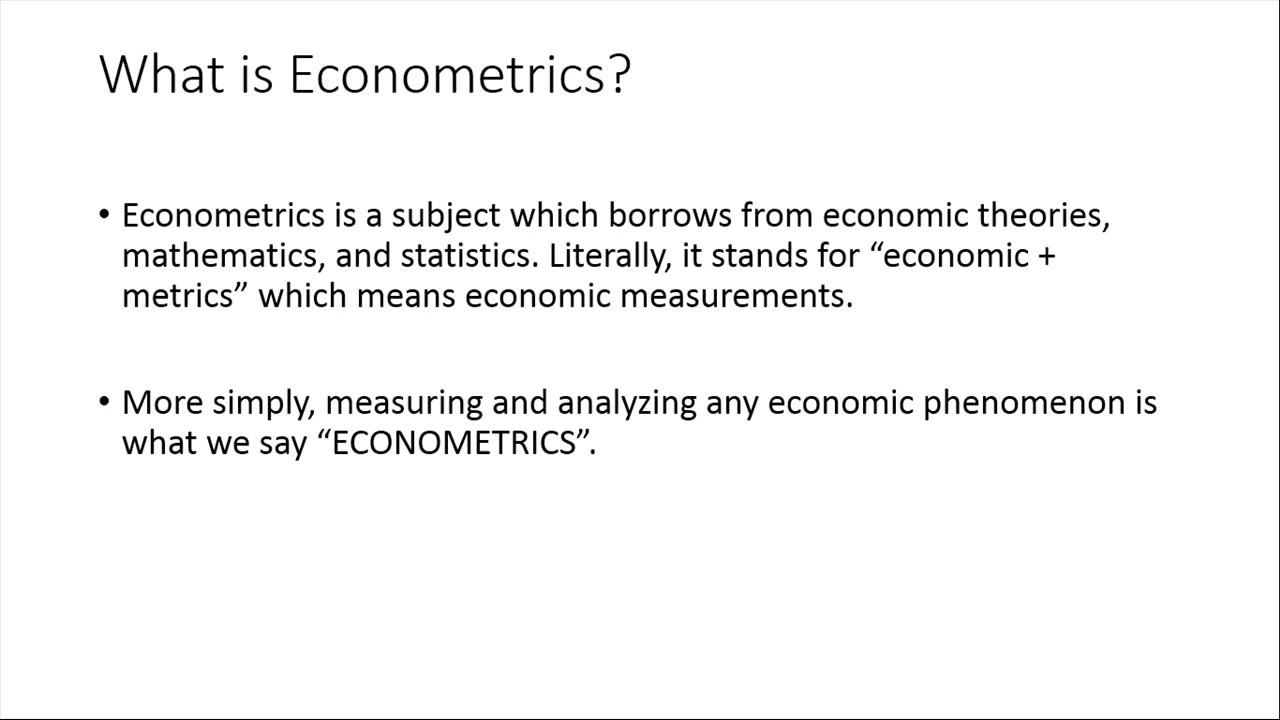 What is Econometrics?
• Econometrics is a subject which borrows from economic theories,
mathematics, and statistics. Literally, it stands for “economic +
metrics” which means economic measurements.
• More simply, measuring and analyzing any economic phenomenon is
what we say “ECONOMETRICS”.